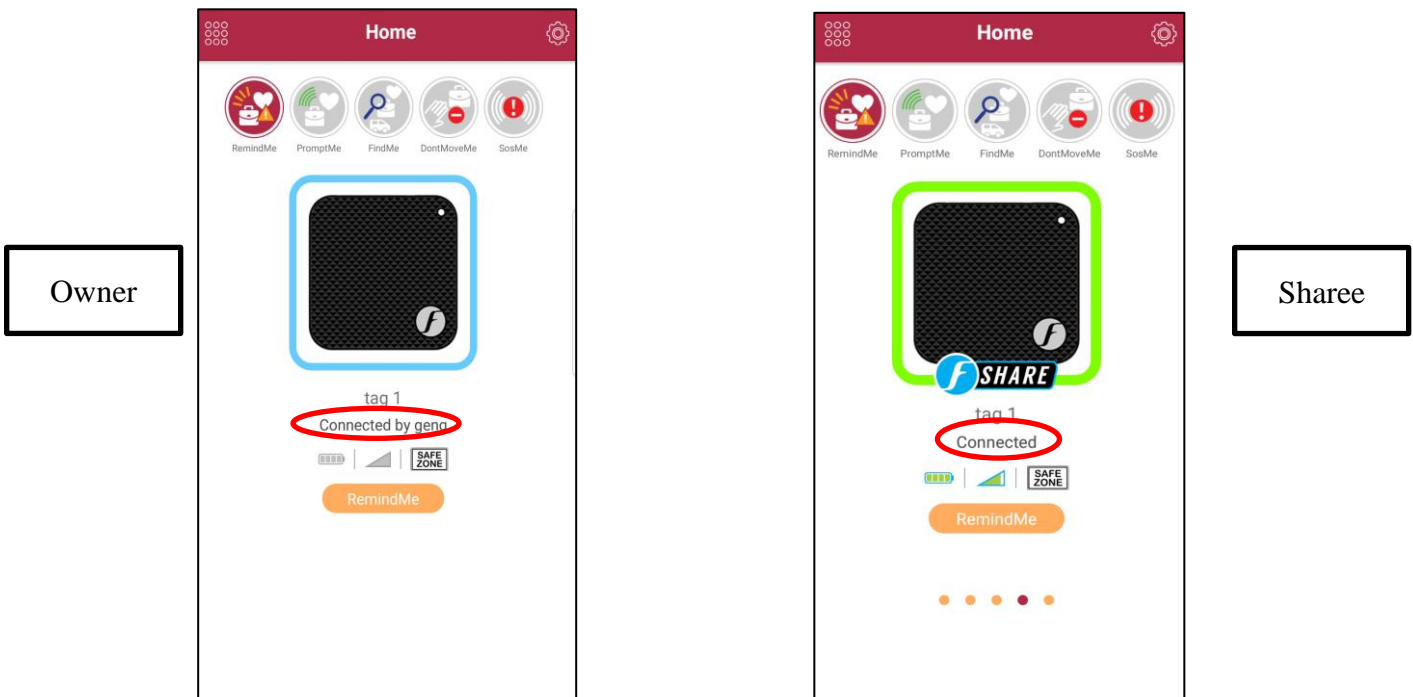 Owner
Home
RemindMe PromptMe FindMe DontMoveMe SosMe
tag 1
Connected by geng
SAFE
ZONE
RemindMe
Home
RemindMe PromptMe FindMe DontMoveMe SosMe
SHARE
tag 1
Connected
SAFE
ZONE
RemindMe
Sharee